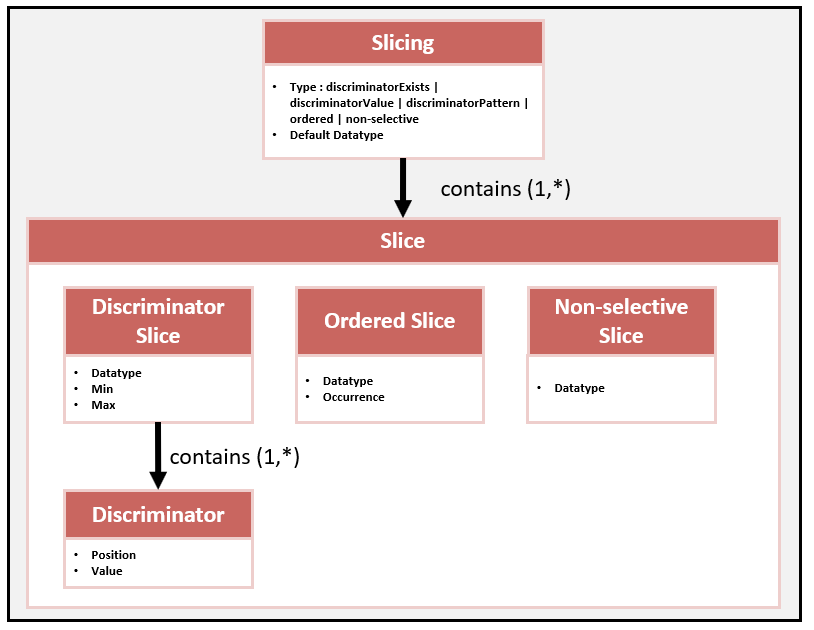 Slicing
• Type : discriminatorExists |
discriminatorValue | discriminatorPattern |
ordered | non-selective
• Default Datatype
contains (1,*)
Slice
Discriminator
Slice
• Datatype
• Min
• Max
Ordered Slice
• Datatype
• Occurrence
Non-selective
Slice
• Datatype
contains (1,*)
Discriminator
• Position
• Value